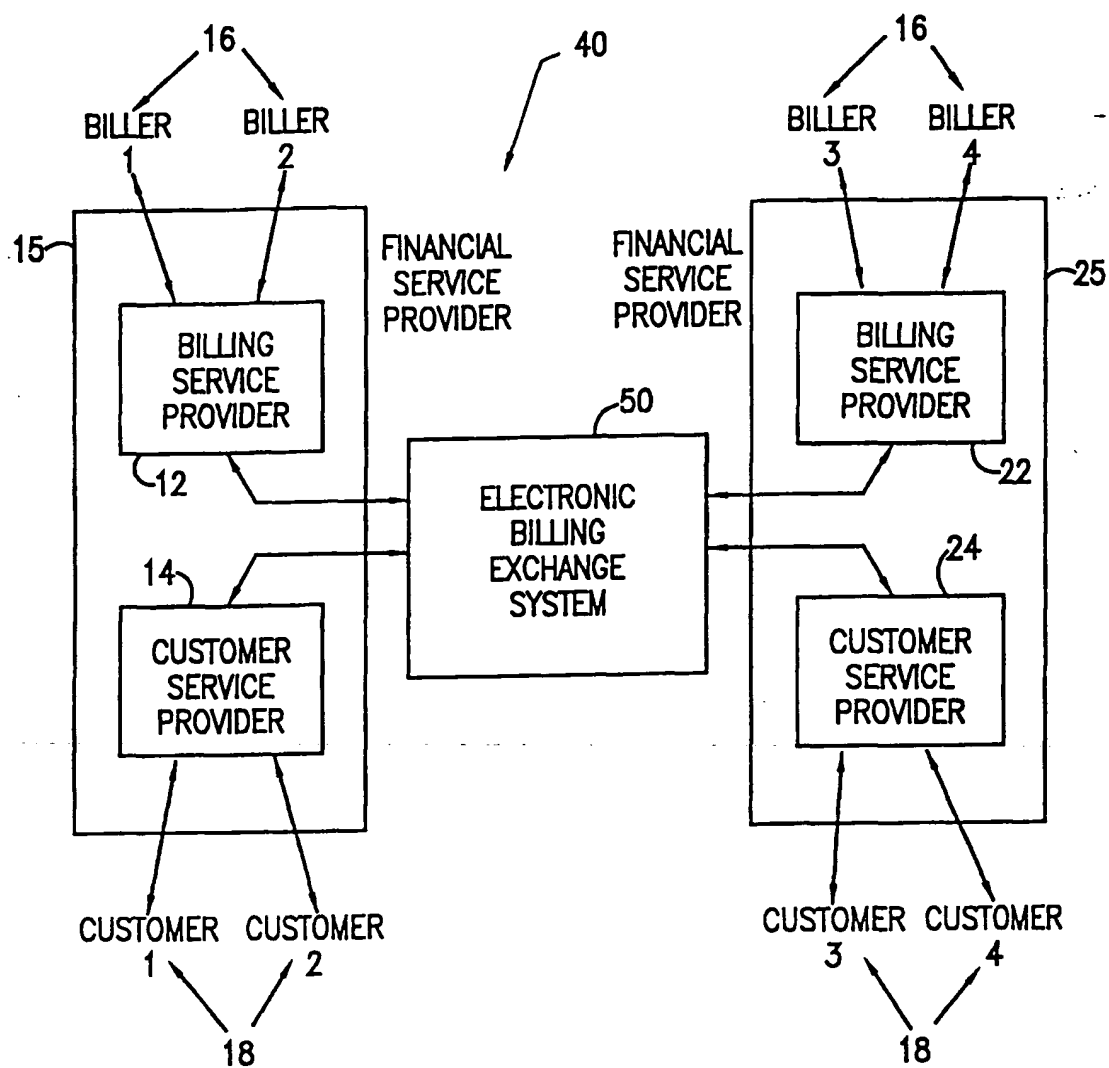 16
40
16
BILLER
1
BILLER
2
BILLER
3
BILLER
4
15
FINANCIAL
SERVICE
PROVIDER
FINANCIAL
SERVICE
PROVIDER
25
BILLING
SERVICE
PROVIDER
12
50
BILLING
SERVICE
PROVIDER
22
ELECTRONIC
BILLING
EXCHANGE
SYSTEM
14
CUSTOMER
SERVICE
PROVIDER
24
CUSTOMER
SERVICE
PROVIDER
CUSTOMER
1
CUSTOMER
2
CUSTOMER
3
CUSTOMER
4
18
18